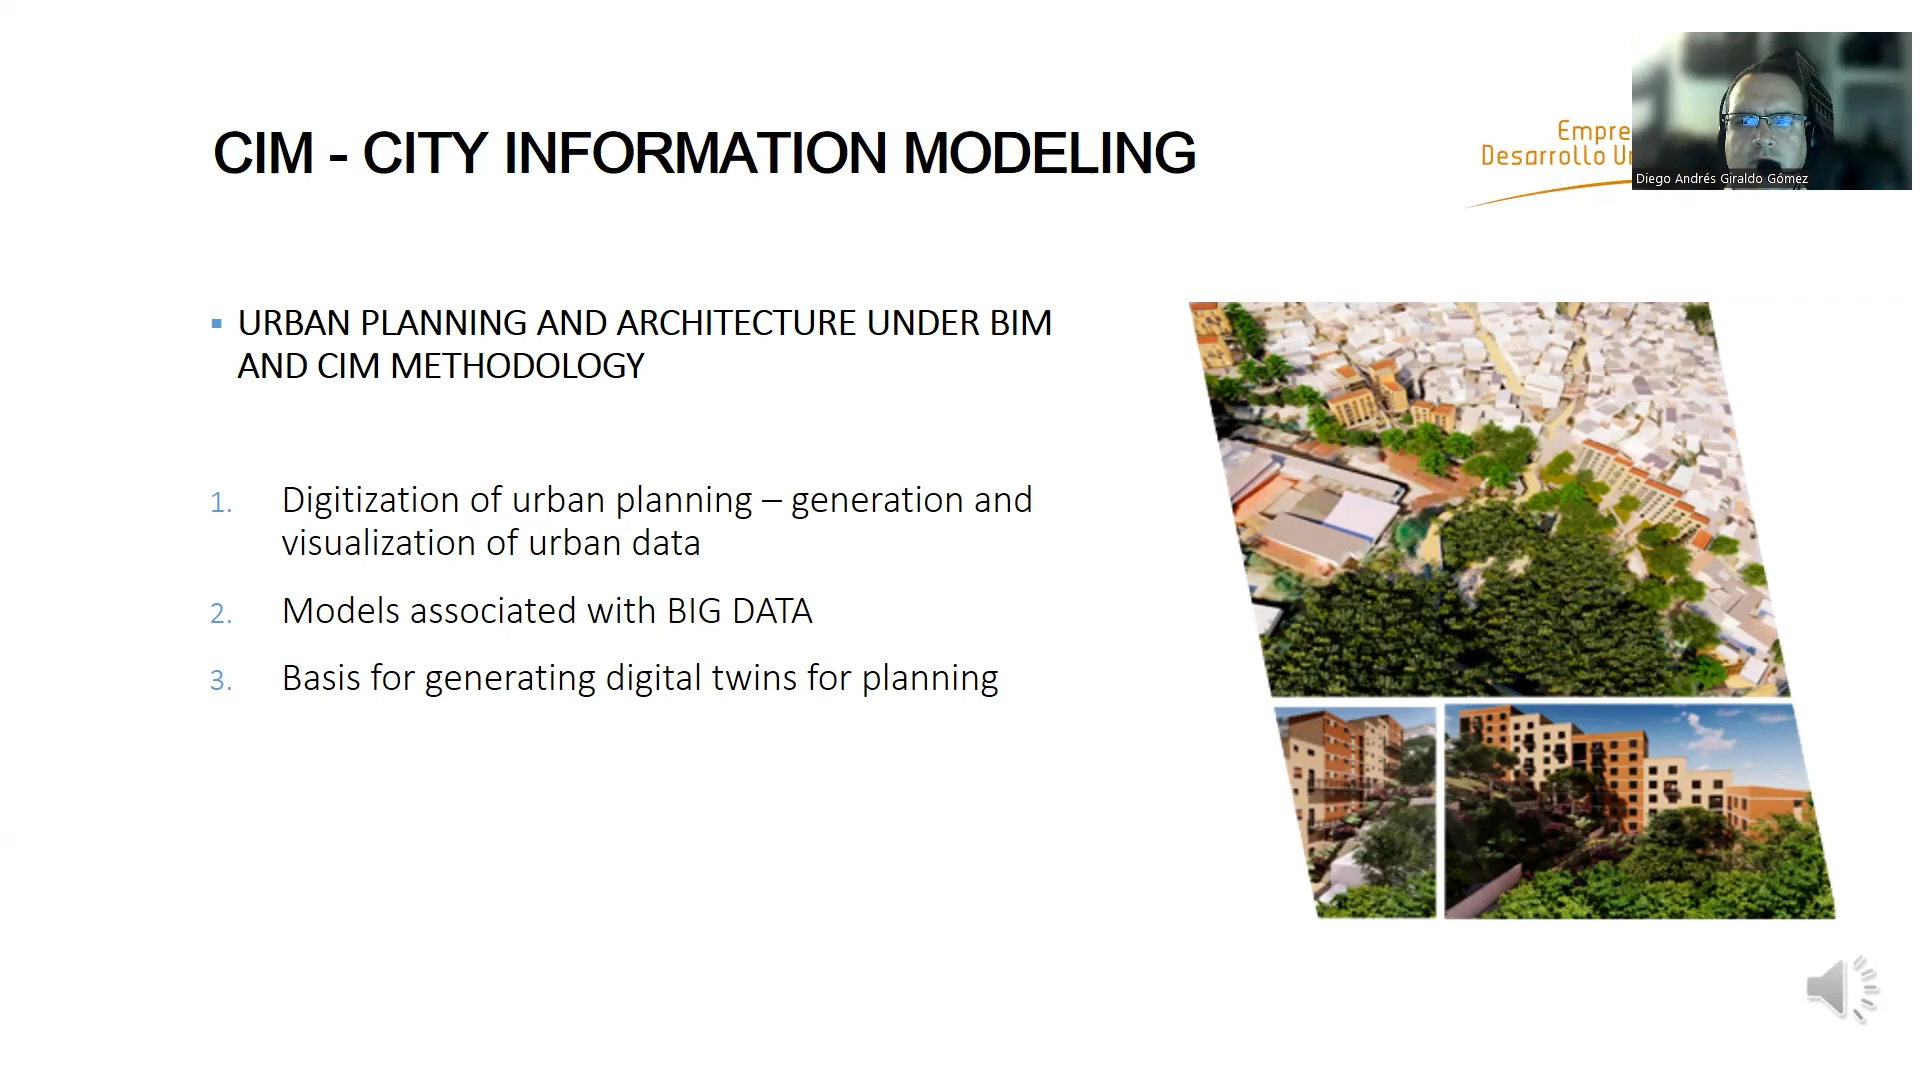 CIM - CITY INFORMATION MODELING
Desarrollo
Diego Andrés Giraldo Gómez
▪ URBAN PLANNING AND ARCHITECTURE UNDER BIM
AND CIM METHODOLOGY
1. Digitization of urban planning – generation and
visualization of urban data
2. Models associated with BIG DATA
3. Basis for generating digital twins for planning